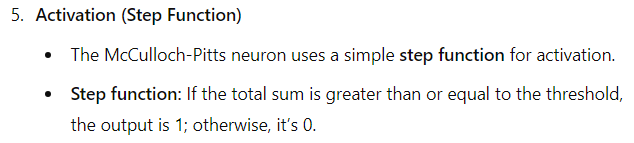 5. Activation (Step Function)
• The McCulloch-Pitts neuron uses a simple step function for activation.
• Step function: If the total sum is greater than or equal to the threshold,
the output is 1; otherwise, it’s 0.